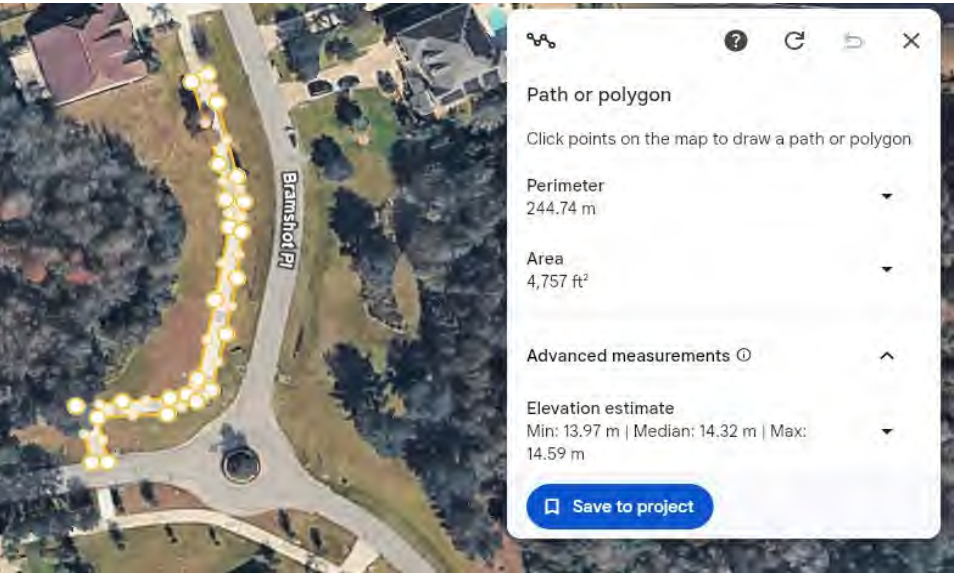 Bramshot Pl
?
Path or polygon
Click points on the map to draw a path or polygon
Perimeter
244.74 m
Area
4,757 ft²
Advanced measurements
Elevation estimate
Min: 13.97 m | Median: 14.32 m | Max:
14.59 m
Save to project